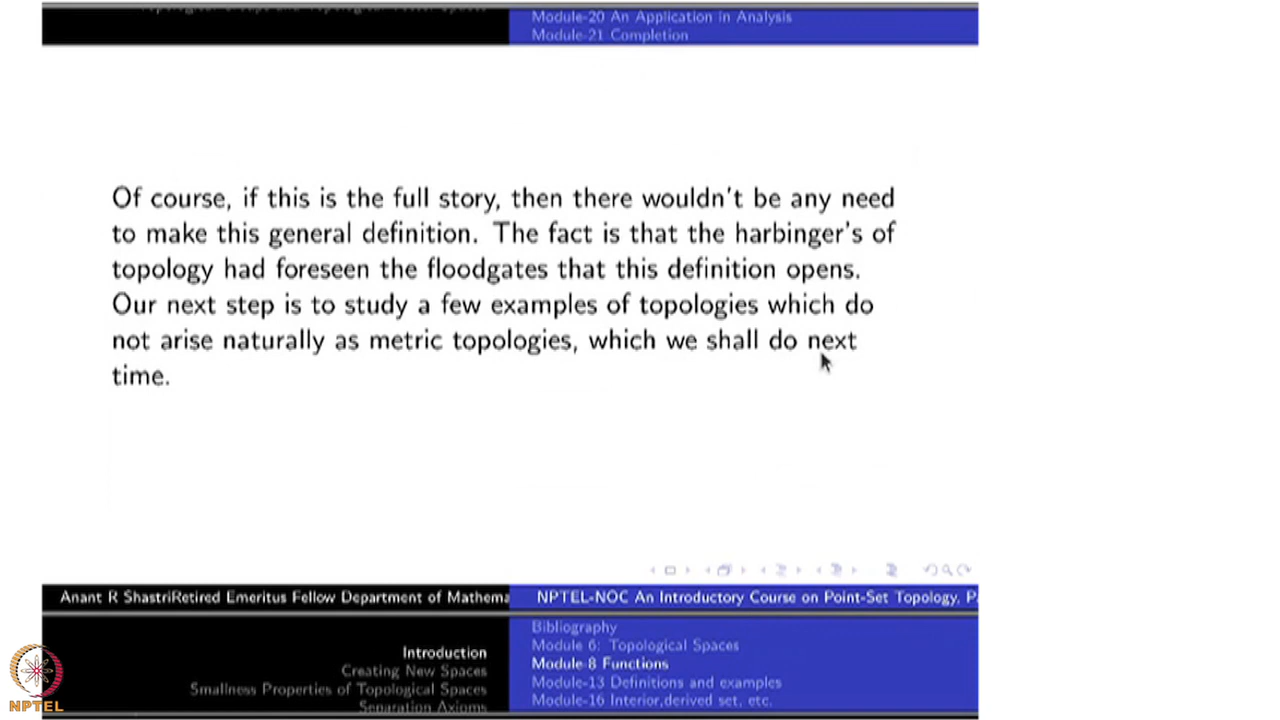 Module-20 An Application in Analysis
Module-21 Completion
Of course, if this is the full story, then there wouldn't be any need
to make this general definition. The fact is that the harbinger's of
topology had foreseen the floodgates that this definition opens.
Our next step is to study a few examples of topologies which do
not arise naturally as metric topologies, which we shall do next
time.
Anant R ShastriRetired Emeritus Fellow Department of Mathema
NPTEL-NOC An Introductory Course on Point-Set Topology, P
Introduction
Creating New Spaces
Smallness Properties of Topological Spaces
Separation Axioms
Bibliography
Module 6: Topological Spaces
Module-8 Functions
Module-13 Definitions and examples
Module-16 Interior,derived set, etc.
NPTEL